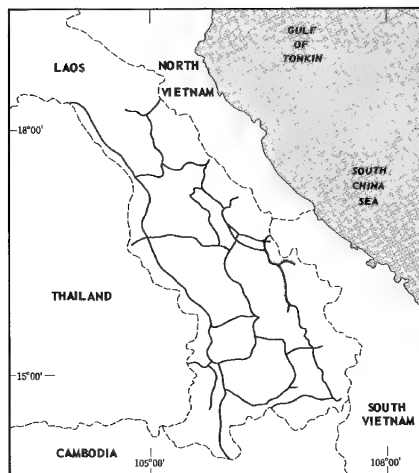 GULF
OF
TONKIN
LAOS
NORTH
VIETNAM
18°00'
SOUTH
CHINA
SEA
THAILAND
15°00'
SOUTH
VIETNAM
CAMBODIA
105°00'
108°00'